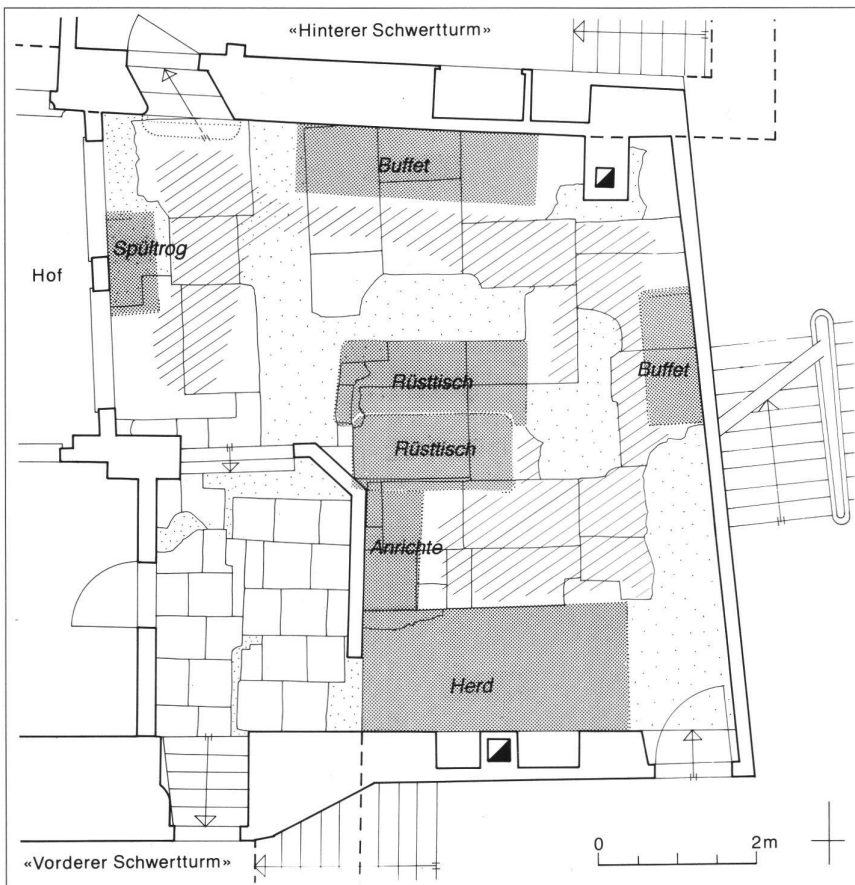 «Hinterer Schwertturm»
Buffet
Spültrog
Hof
Buffet
Rüsttisch
Rüsttisch
Anrichte
Herd
0 2m
«Vorderer Schwertturm»